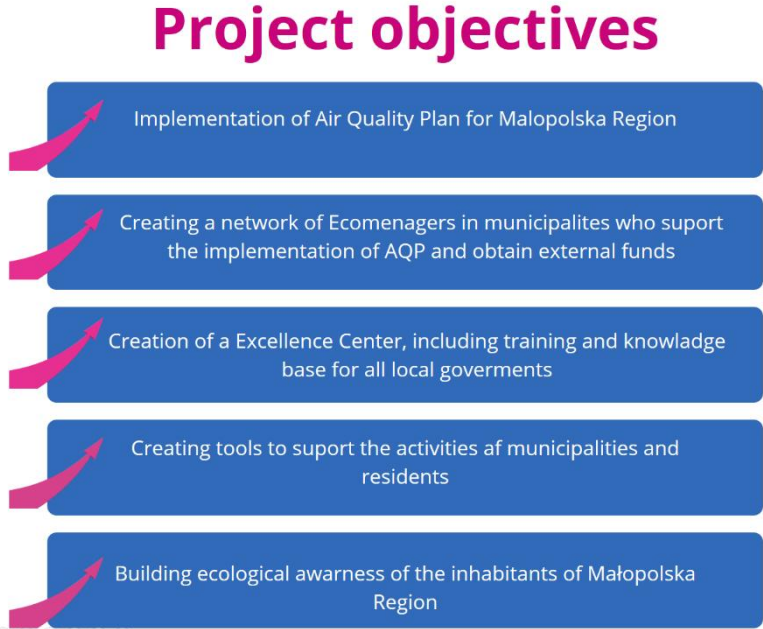 Project objectives
Implementation of Air Quality Plan for Malopolska Region
Creating a network of Ecomenagers in municipalites who suport
the implementation of AQP and obtain external funds
Creation of a Excellence Center, including training and knowladge
base for all local goverments
Creating tools to suport the activities af municipalities and
residents
Building ecological awarness of the inhabitants of Małopolska
Region